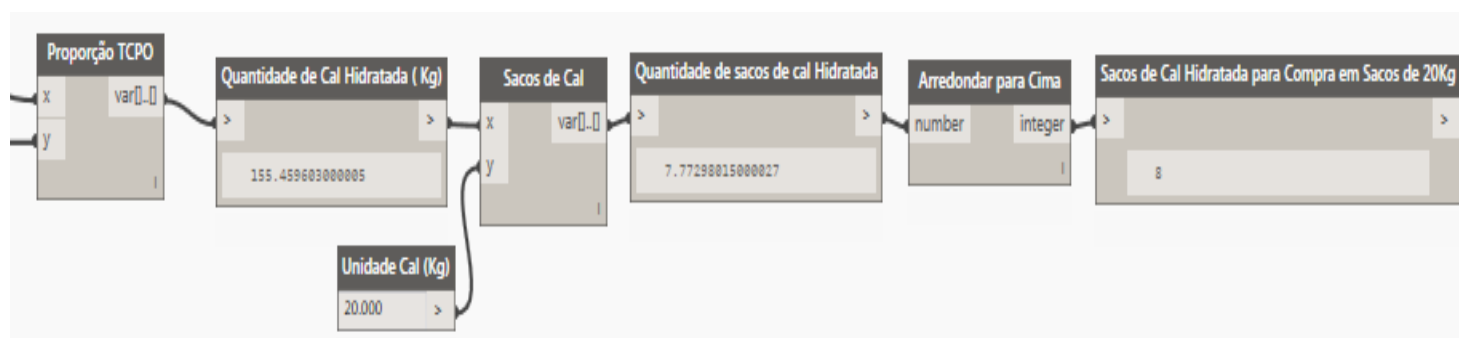 Proporção TCPO
x
var[]..[]
y
l
Quantidade de Cal Hidratada ( Kg)
>
>
155.459603000005
Unidade Cal (Kg)
20.000
>
Sacos de Cal
x
var[]..[]
y
l
Quantidade de sacos de cal Hidratada
>
>
7.77298015000027
Arredondar para Cima
number
integer
l
Sacos de Cal Hidratada para Compra em Sacos de 20Kg
>
>
8